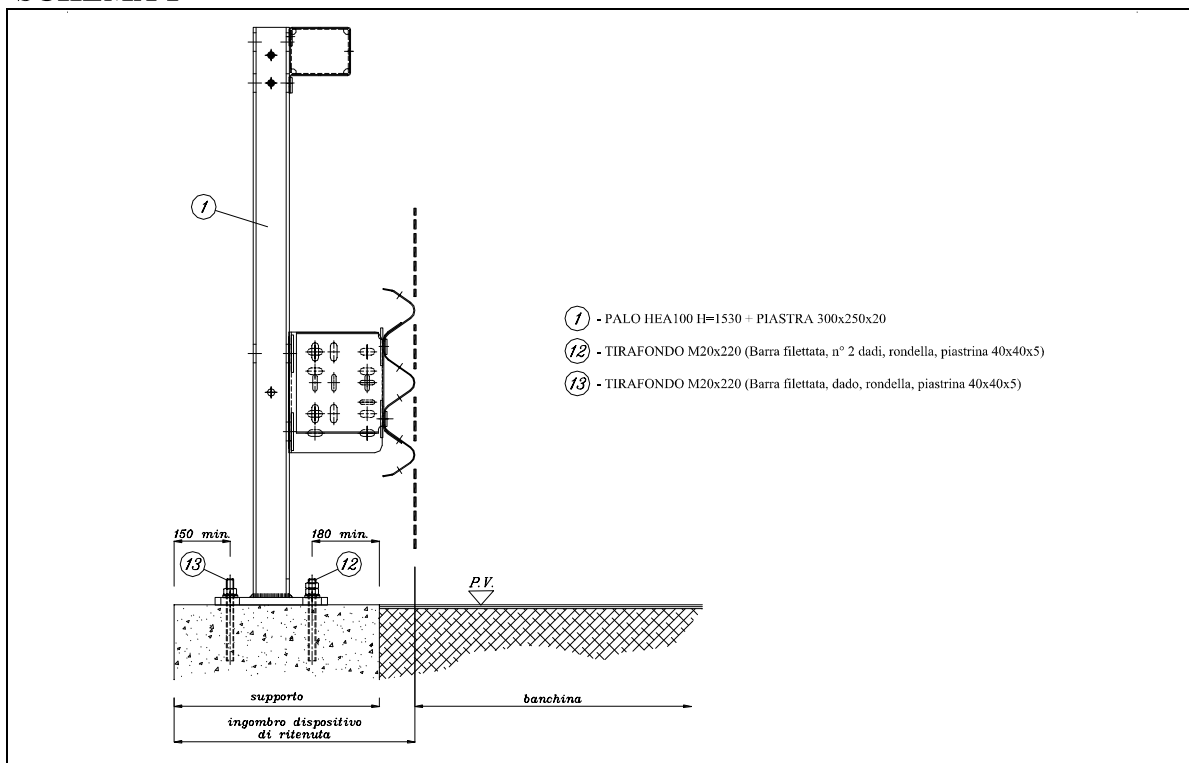 1
1 - PALO HEA100 H=1530 + PIASTRA 300x250x20
12 - TIRAFONDO M20x220 (Barra filettata, n° 2 dadi, rondella, piastrina 40x40x5)
13 - TIRAFONDO M20x220 (Barra filettata, dado, rondella, piastrina 40x40x5)
150 min.
180 min.
13
12
P.V.
supporto
banchina
ingombro dispositivo
di ritenuta